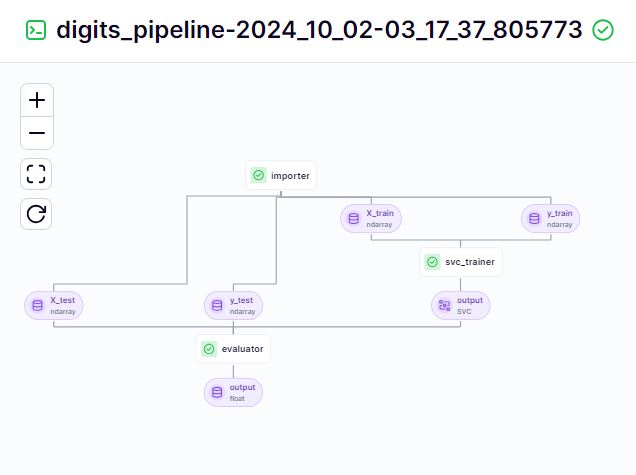 digits_pipeline-2024_10_02-03_17_37_805773
importer
X_train
ndarray
y_train
ndarray
svc_trainer
X_test
ndarray
y_test
ndarray
output
SVC
evaluator
output
float